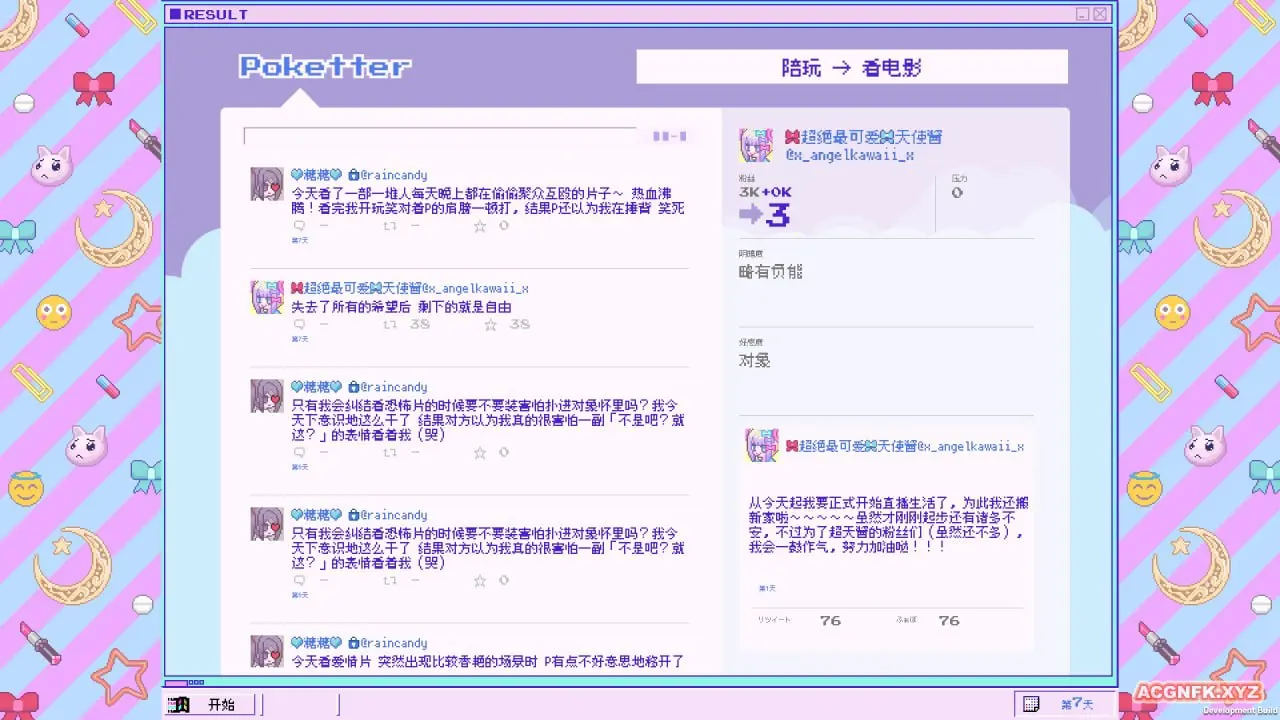 RESULT
Poketter
陪玩 → 看电影
糖糖 @raincandy
今天看了一部一堆人每天晚上都在偷偷聚众互殴的片子～ 热血沸
腾！看完我开玩笑对着P的肩膀一顿打，结果P还以为我在捶背 笑死
0
第7天
超绝最可爱天使酱@x_angelkawaii_x
失去了所有的希望后 剩下的就是自由
38 38
第7天
糖糖 @raincandy
只有我会纠结看恐怖片的时候要不要装害怕扑进对象怀里吗？我今
天下意识地这么干了 结果对方以为我真的很害怕一副「不是吧？就
这？」的表情看着我（哭）
0
第6天
糖糖 @raincandy
只有我会纠结看恐怖片的时候要不要装害怕扑进对象怀里吗？我今
天下意识地这么干了 结果对方以为我真的很害怕一副「不是吧？就
这？」的表情看着我（哭）
0
第6天
糖糖 @raincandy
今天看爱情片 突然出现比较香艳的场景时 P有点不好意思地移开了
超绝最可爱天使酱
@x_angelkawaii_x
粉丝
3K+0K
3
压力
0
阴暗度
略有负能
好感度
对象
超绝最可爱天使酱@x_angelkawaii_x
从今天起我要正式开始直播生活了，为此我还搬
新家啦～～～～～虽然才刚刚起步还有诸多不
安，不过为了超天酱的粉丝们（虽然还不多），
我会一鼓作气，努力加油哒！！！
第1天
リツイート 76 ふぁぼ 76
开始
第7天
ACGNFK.XYZ
Development Build